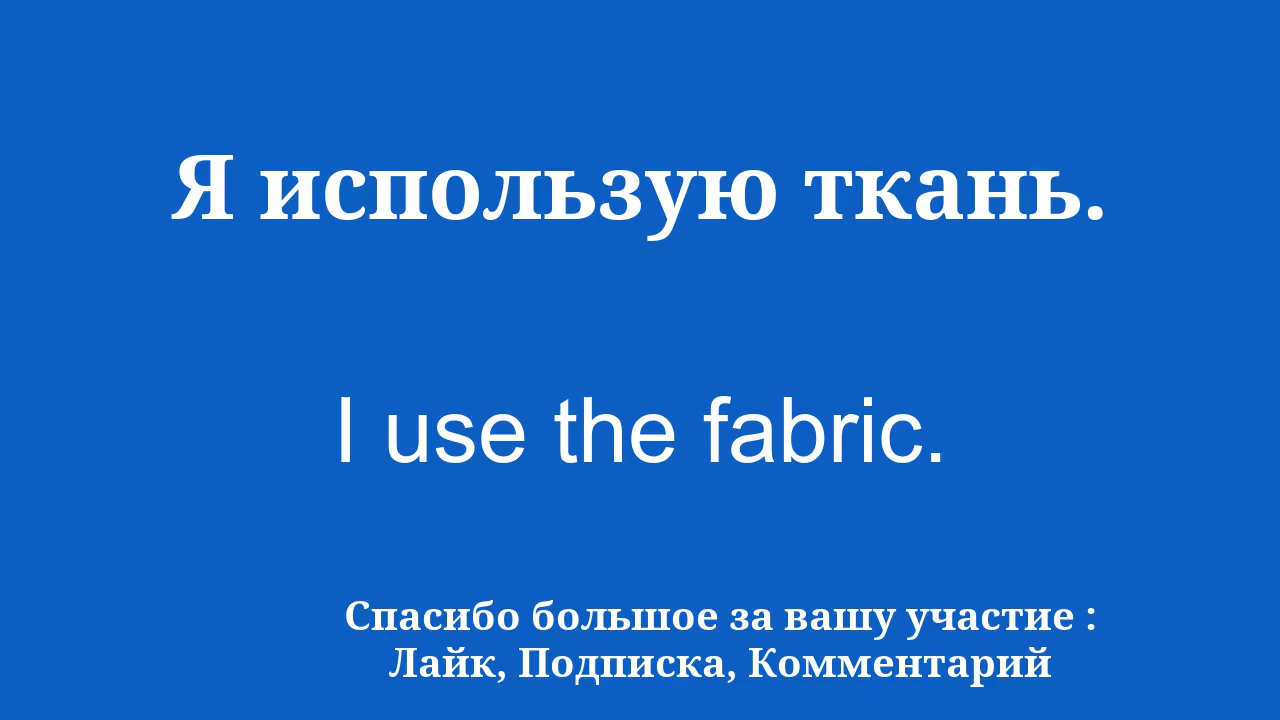 Я использую ткань.
I use the fabric.
Спасибо большое за вашу участие :
Лайк, Подписка, Комментарий